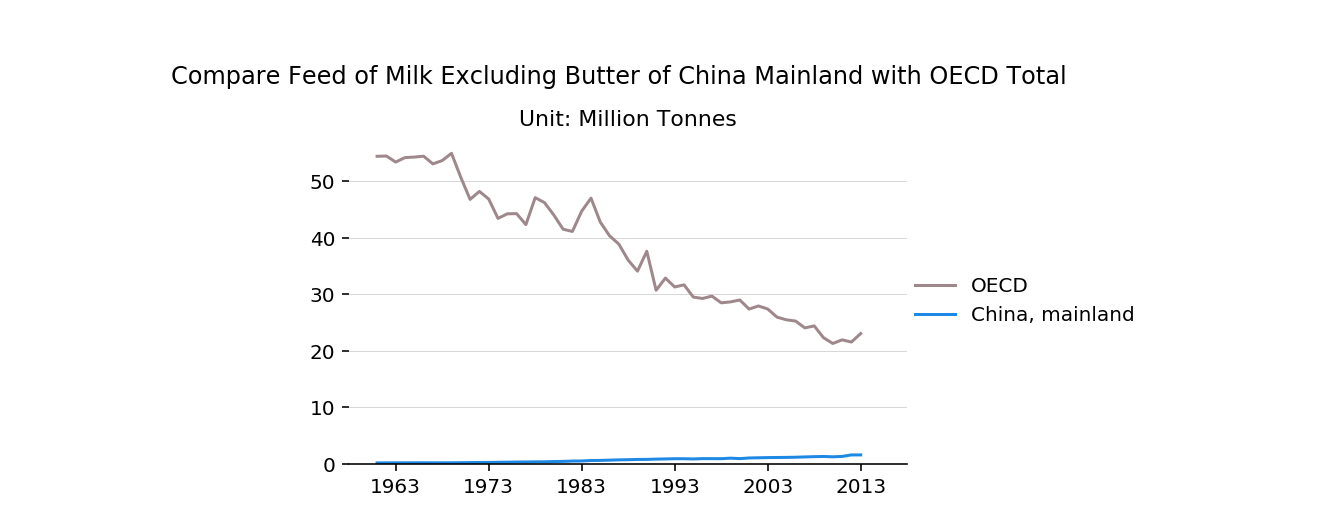 Compare Feed of Milk Excluding Butter of China Mainland with OECD Total
Unit: Million Tonnes
50
40
30
20
10
0
1963 1973 1983 1993 2003 2013
OECD
China, mainland